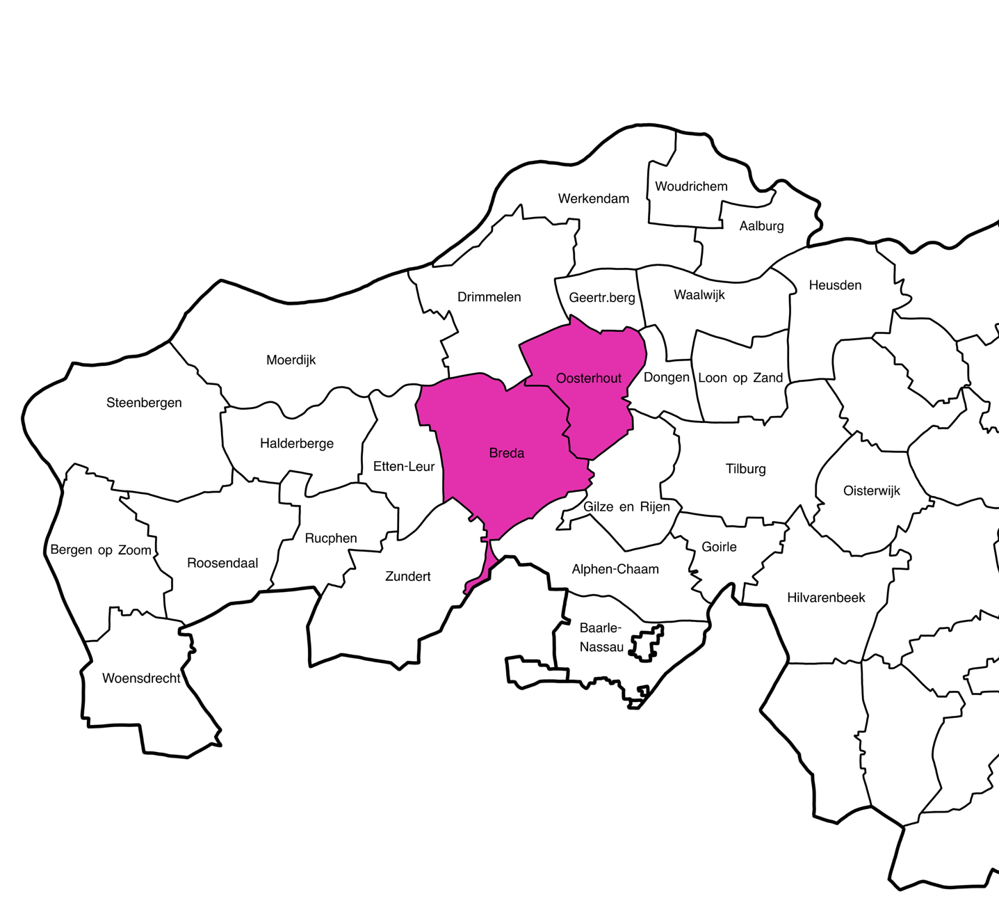 Woudrichem
Werkendam
Aalburg
Heusden
Drimmelen
Geertr.berg
Waalwijk
Moerdijk
Oosterhout
Dongen
Loon op Zand
Steenbergen
Halderberge
Breda
Etten-Leur
Tilburg
Oisterwijk
Gilze en Rijen
Rucphen
Goirle
Bergen op Zoom
Roosendaal
Zundert
Alphen-Chaam
Hilvarenbeek
Baarle-
Nassau
Woensdrecht